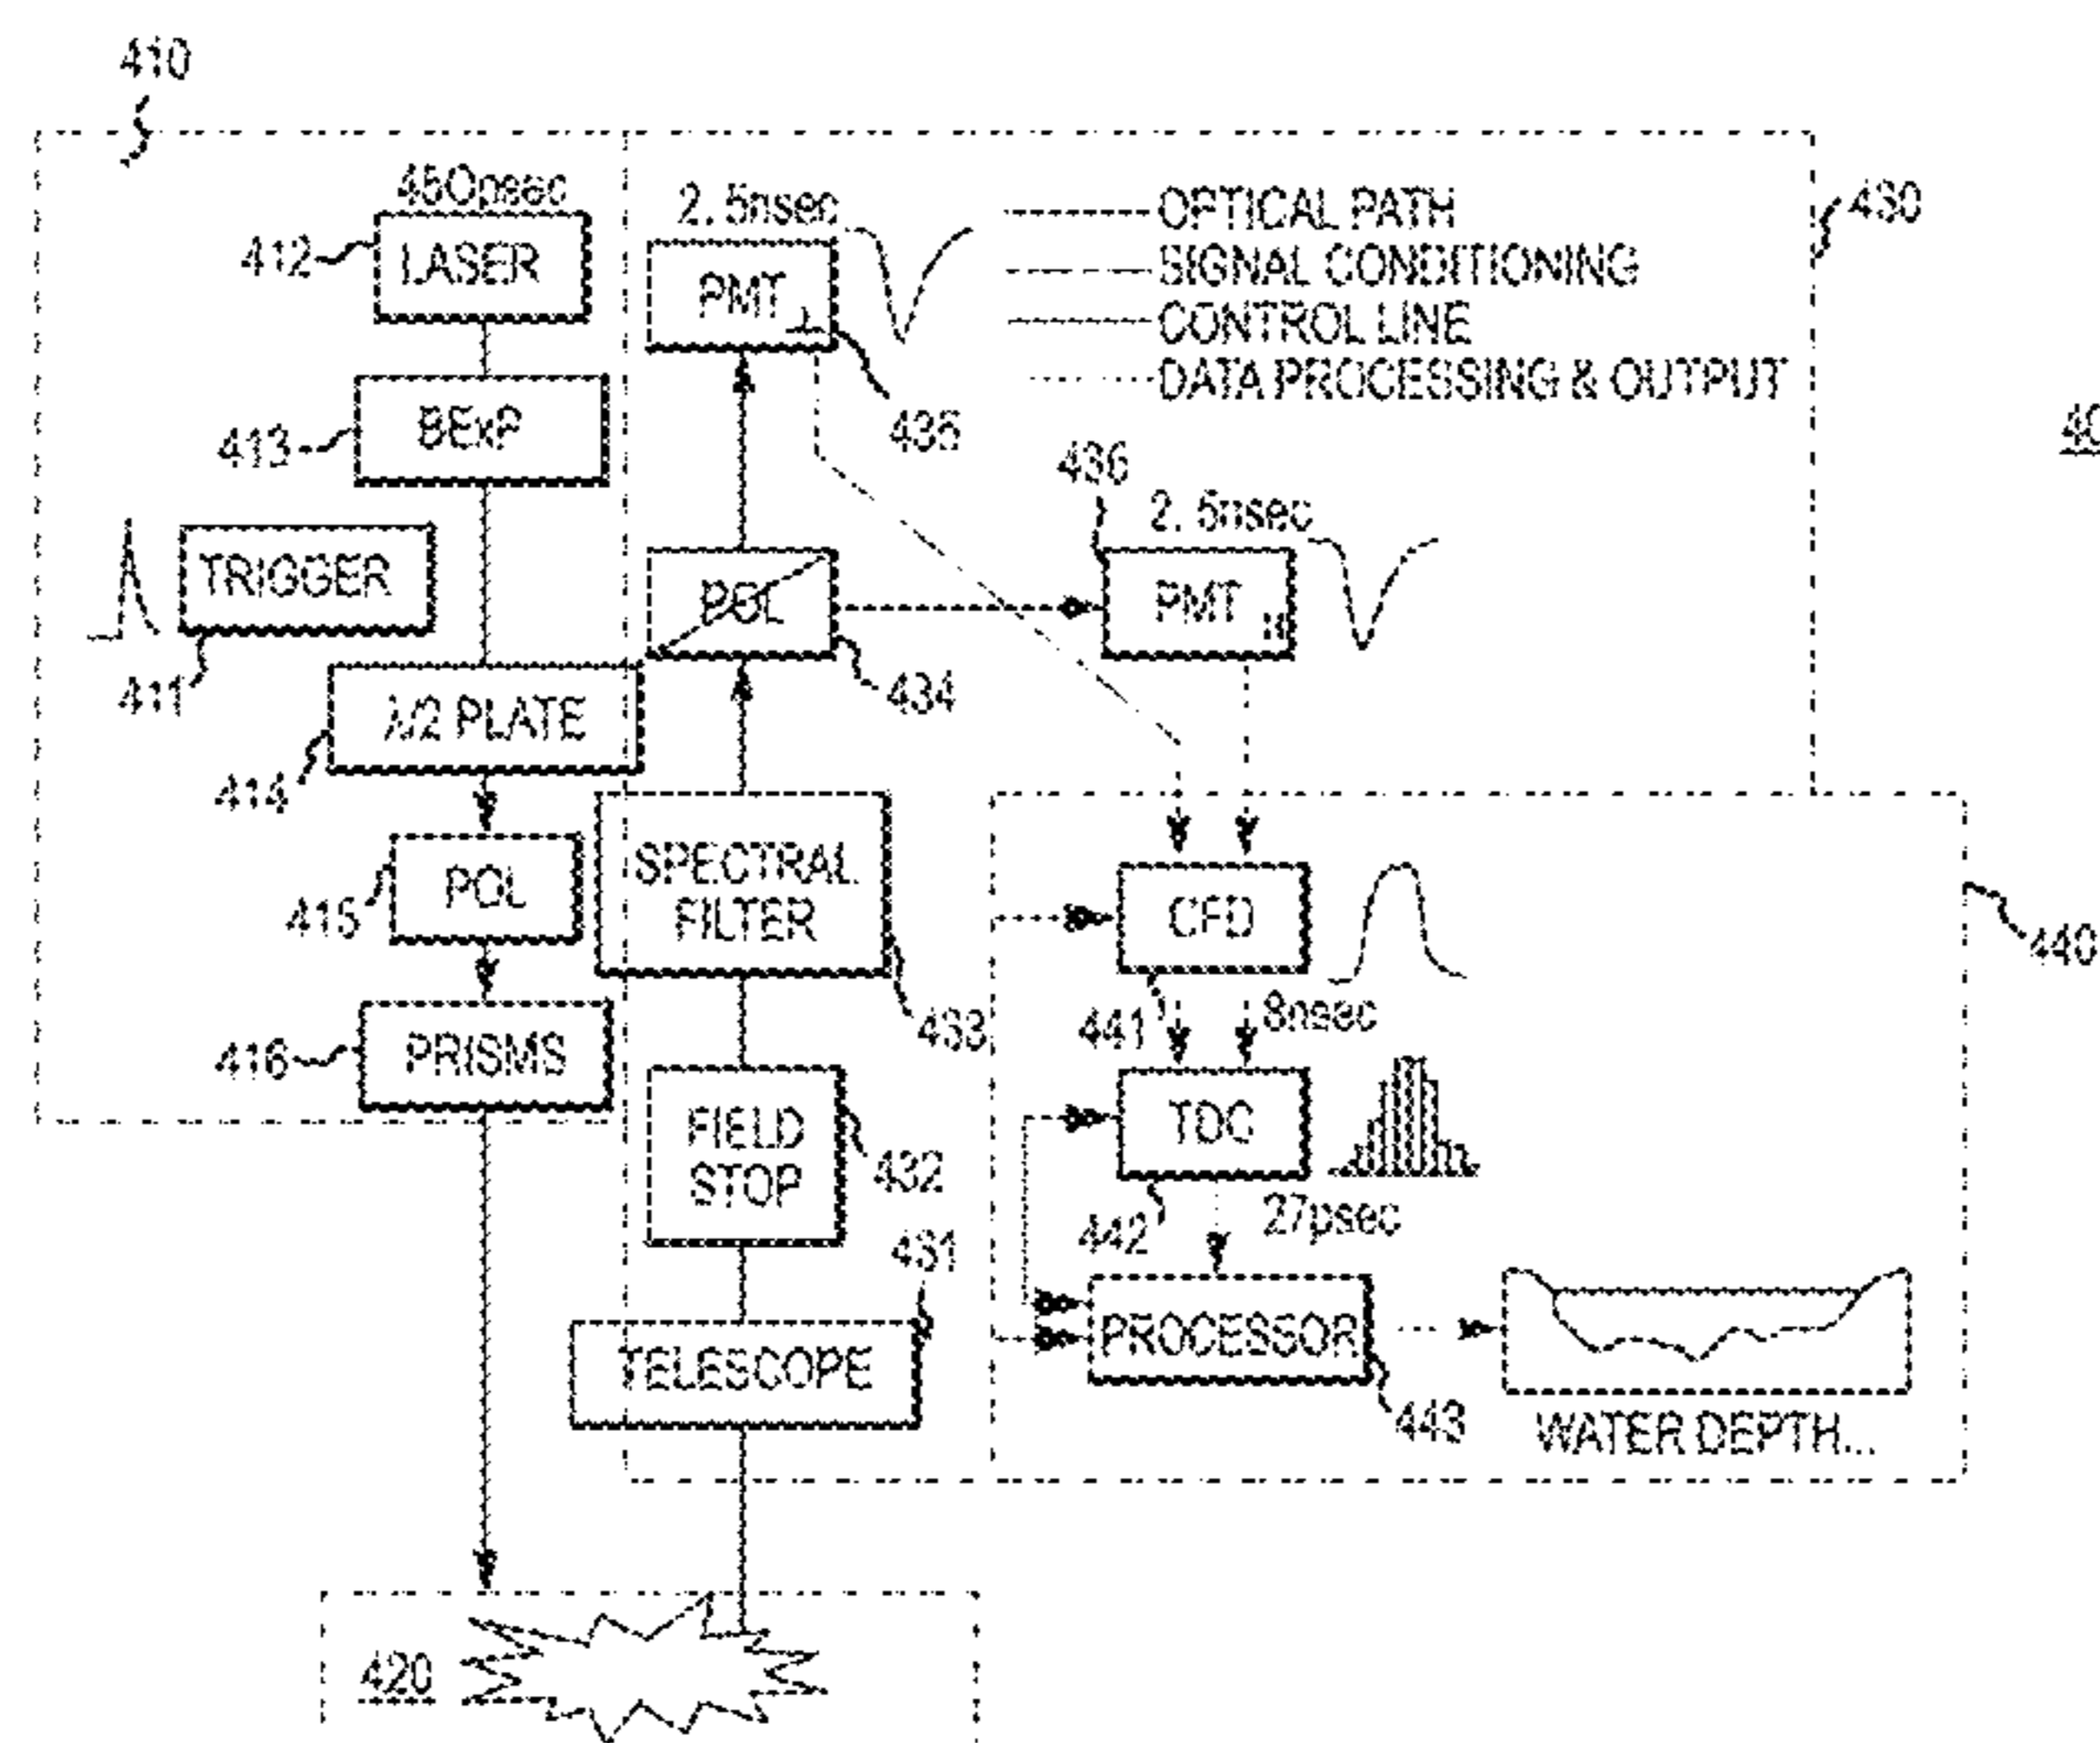 410
450psec
412
LASER
BExP
413
TRIGGER
411
λ/2 PLATE
414
POL
415
PRISMS
416
2.5nsec
PMT ⊥
435
OPTICAL PATH
SIGNAL CONDITIONING
CONTROL LINE
DATA PROCESSING & OUTPUT
430
436
2.5nsec
PMT
POL
434
SPECTRAL
FILTER
433
FIELD
STOP
432
431
TELESCOPE
CFD
441
8nsec
440
TDC
442
27psec
PROCESSOR
443
WATER DEPTH...
420